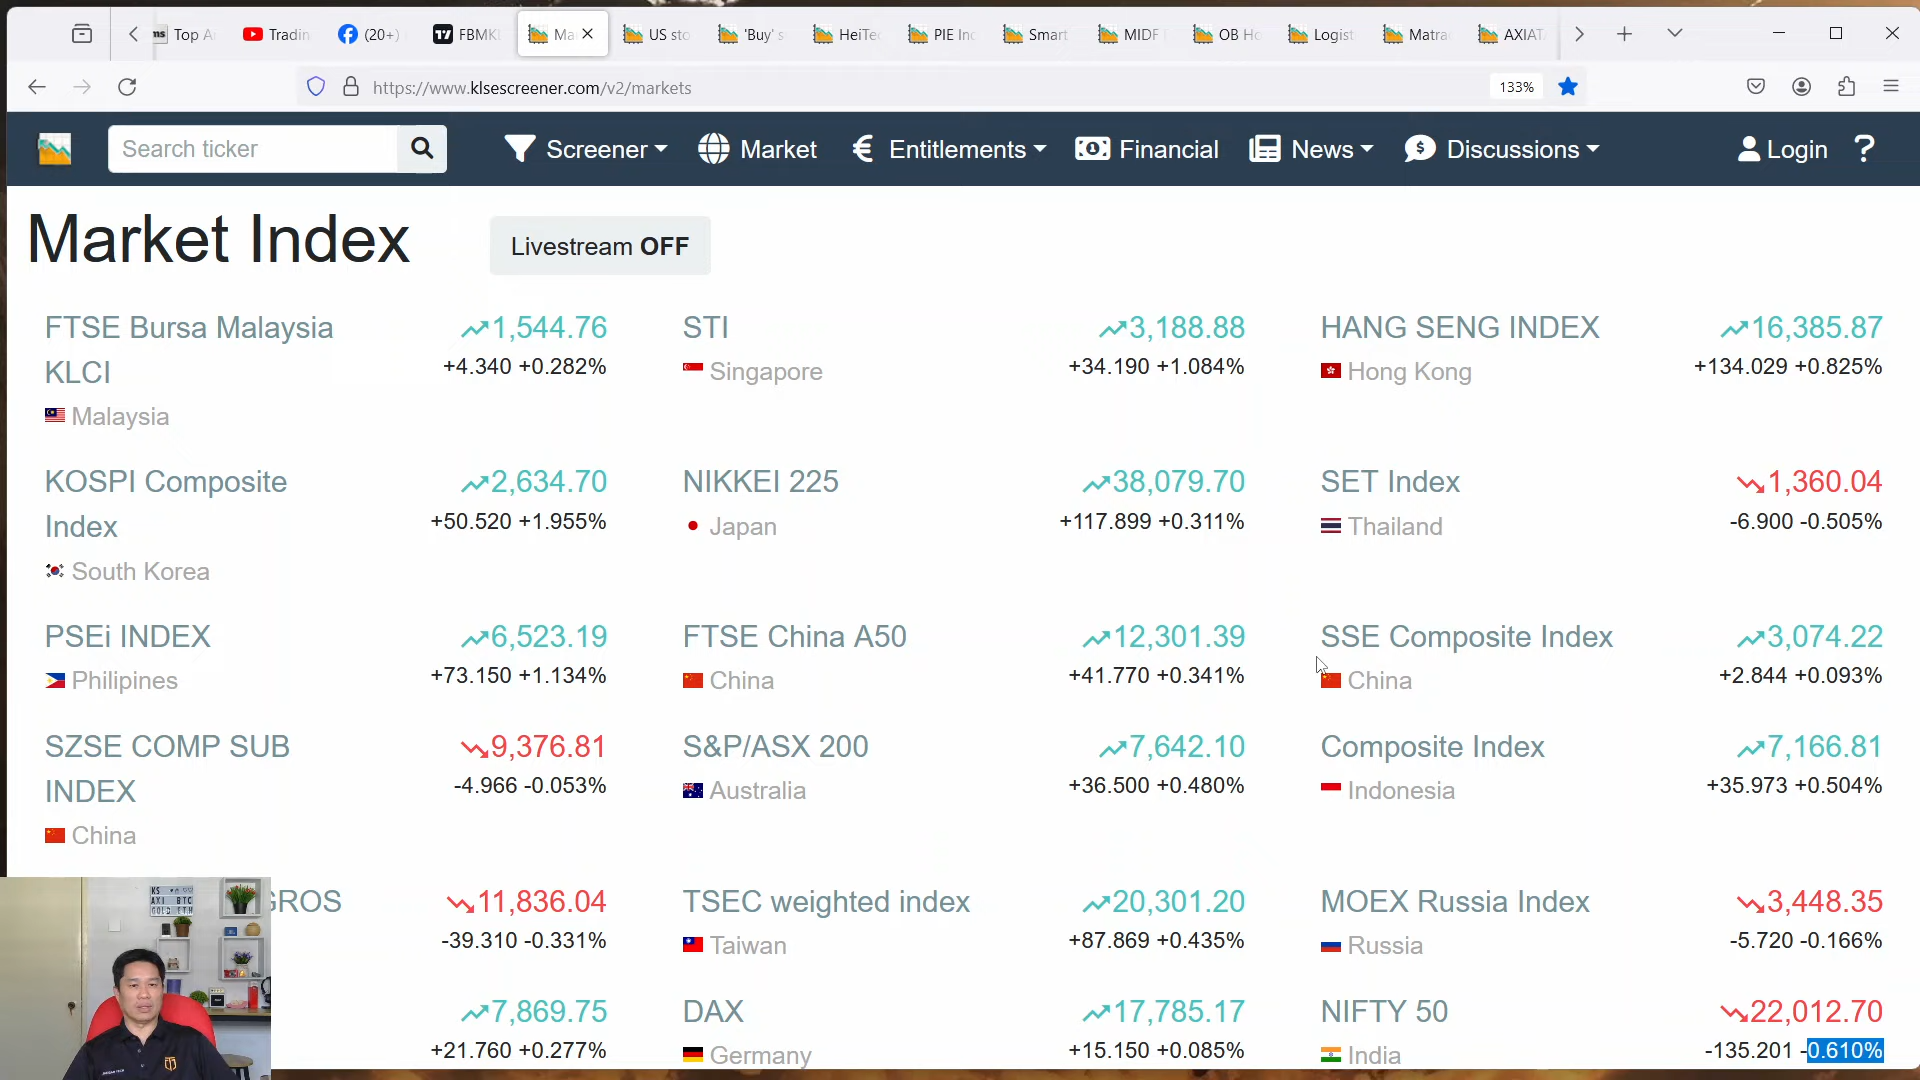 Top A
Tradin
(20+)
FBMKL
Ma
US sto
'Buy' s
HeiTec
PIE Inc
Smart
MIDF
OB Ho
Logist
Matra
AXIATA
https://www.klsescreener.com/v2/markets
133%
Search ticker
Screener
Market
Entitlements
Financial
News
Discussions
Login
?
Market Index
Livestream OFF
FTSE Bursa Malaysia
KLCI
Malaysia
1,544.76
+4.340 +0.282%
STI
Singapore
3,188.88
+34.190 +1.084%
HANG SENG INDEX
Hong Kong
16,385.87
+134.029 +0.825%
KOSPI Composite
Index
South Korea
2,634.70
+50.520 +1.955%
NIKKEI 225
Japan
38,079.70
+117.899 +0.311%
SET Index
Thailand
1,360.04
-6.900 -0.505%
PSEi INDEX
Philipines
6,523.19
+73.150 +1.134%
FTSE China A50
China
12,301.39
+41.770 +0.341%
SSE Composite Index
China
3,074.22
+2.844 +0.093%
SZSE COMP SUB
INDEX
China
9,376.81
-4.966 -0.053%
S&P/ASX 200
Australia
7,642.10
+36.500 +0.480%
Composite Index
Indonesia
7,166.81
+35.973 +0.504%
GROS
11,836.04
-39.310 -0.331%
TSEC weighted index
Taiwan
20,301.20
+87.869 +0.435%
MOEX Russia Index
Russia
3,448.35
-5.720 -0.166%
7,869.75
+21.760 +0.277%
DAX
Germany
17,785.17
+15.150 +0.085%
NIFTY 50
India
22,012.70
-135.201 -0.610%